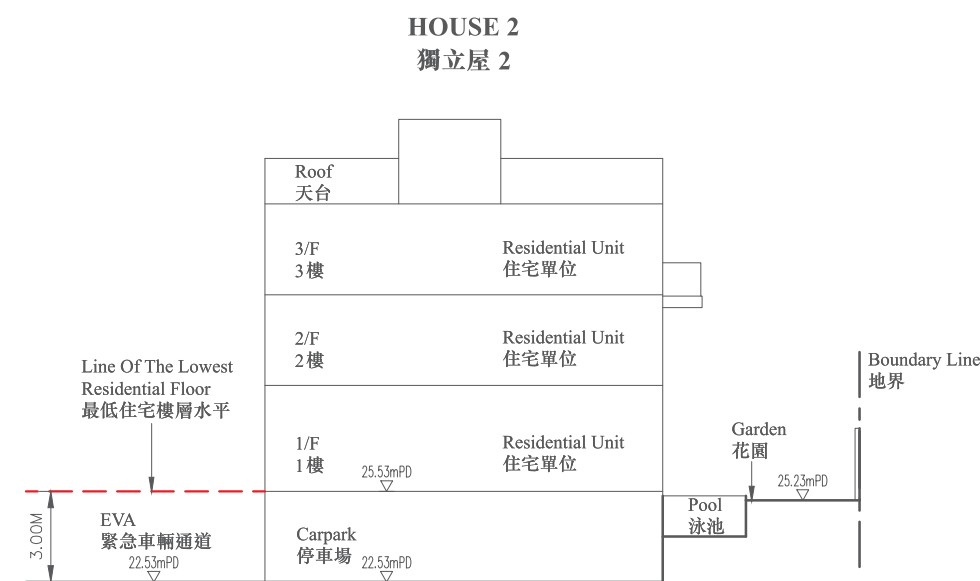 HOUSE 2
獨立屋 2
Roof
天台
3/F
3樓
Residential Unit
住宅單位
2/F
2樓
Residential Unit
住宅單位
Line Of The Lowest
Residential Floor
最低住宅樓層水平
Boundary Line
地界
1/F
1樓
Residential Unit
住宅單位
25.53mPD
Garden
花園
25.23mPD
3.00M
EVA
緊急車輛通道
22.53mPD
Carpark
停車場
22.53mPD
Pool
泳池